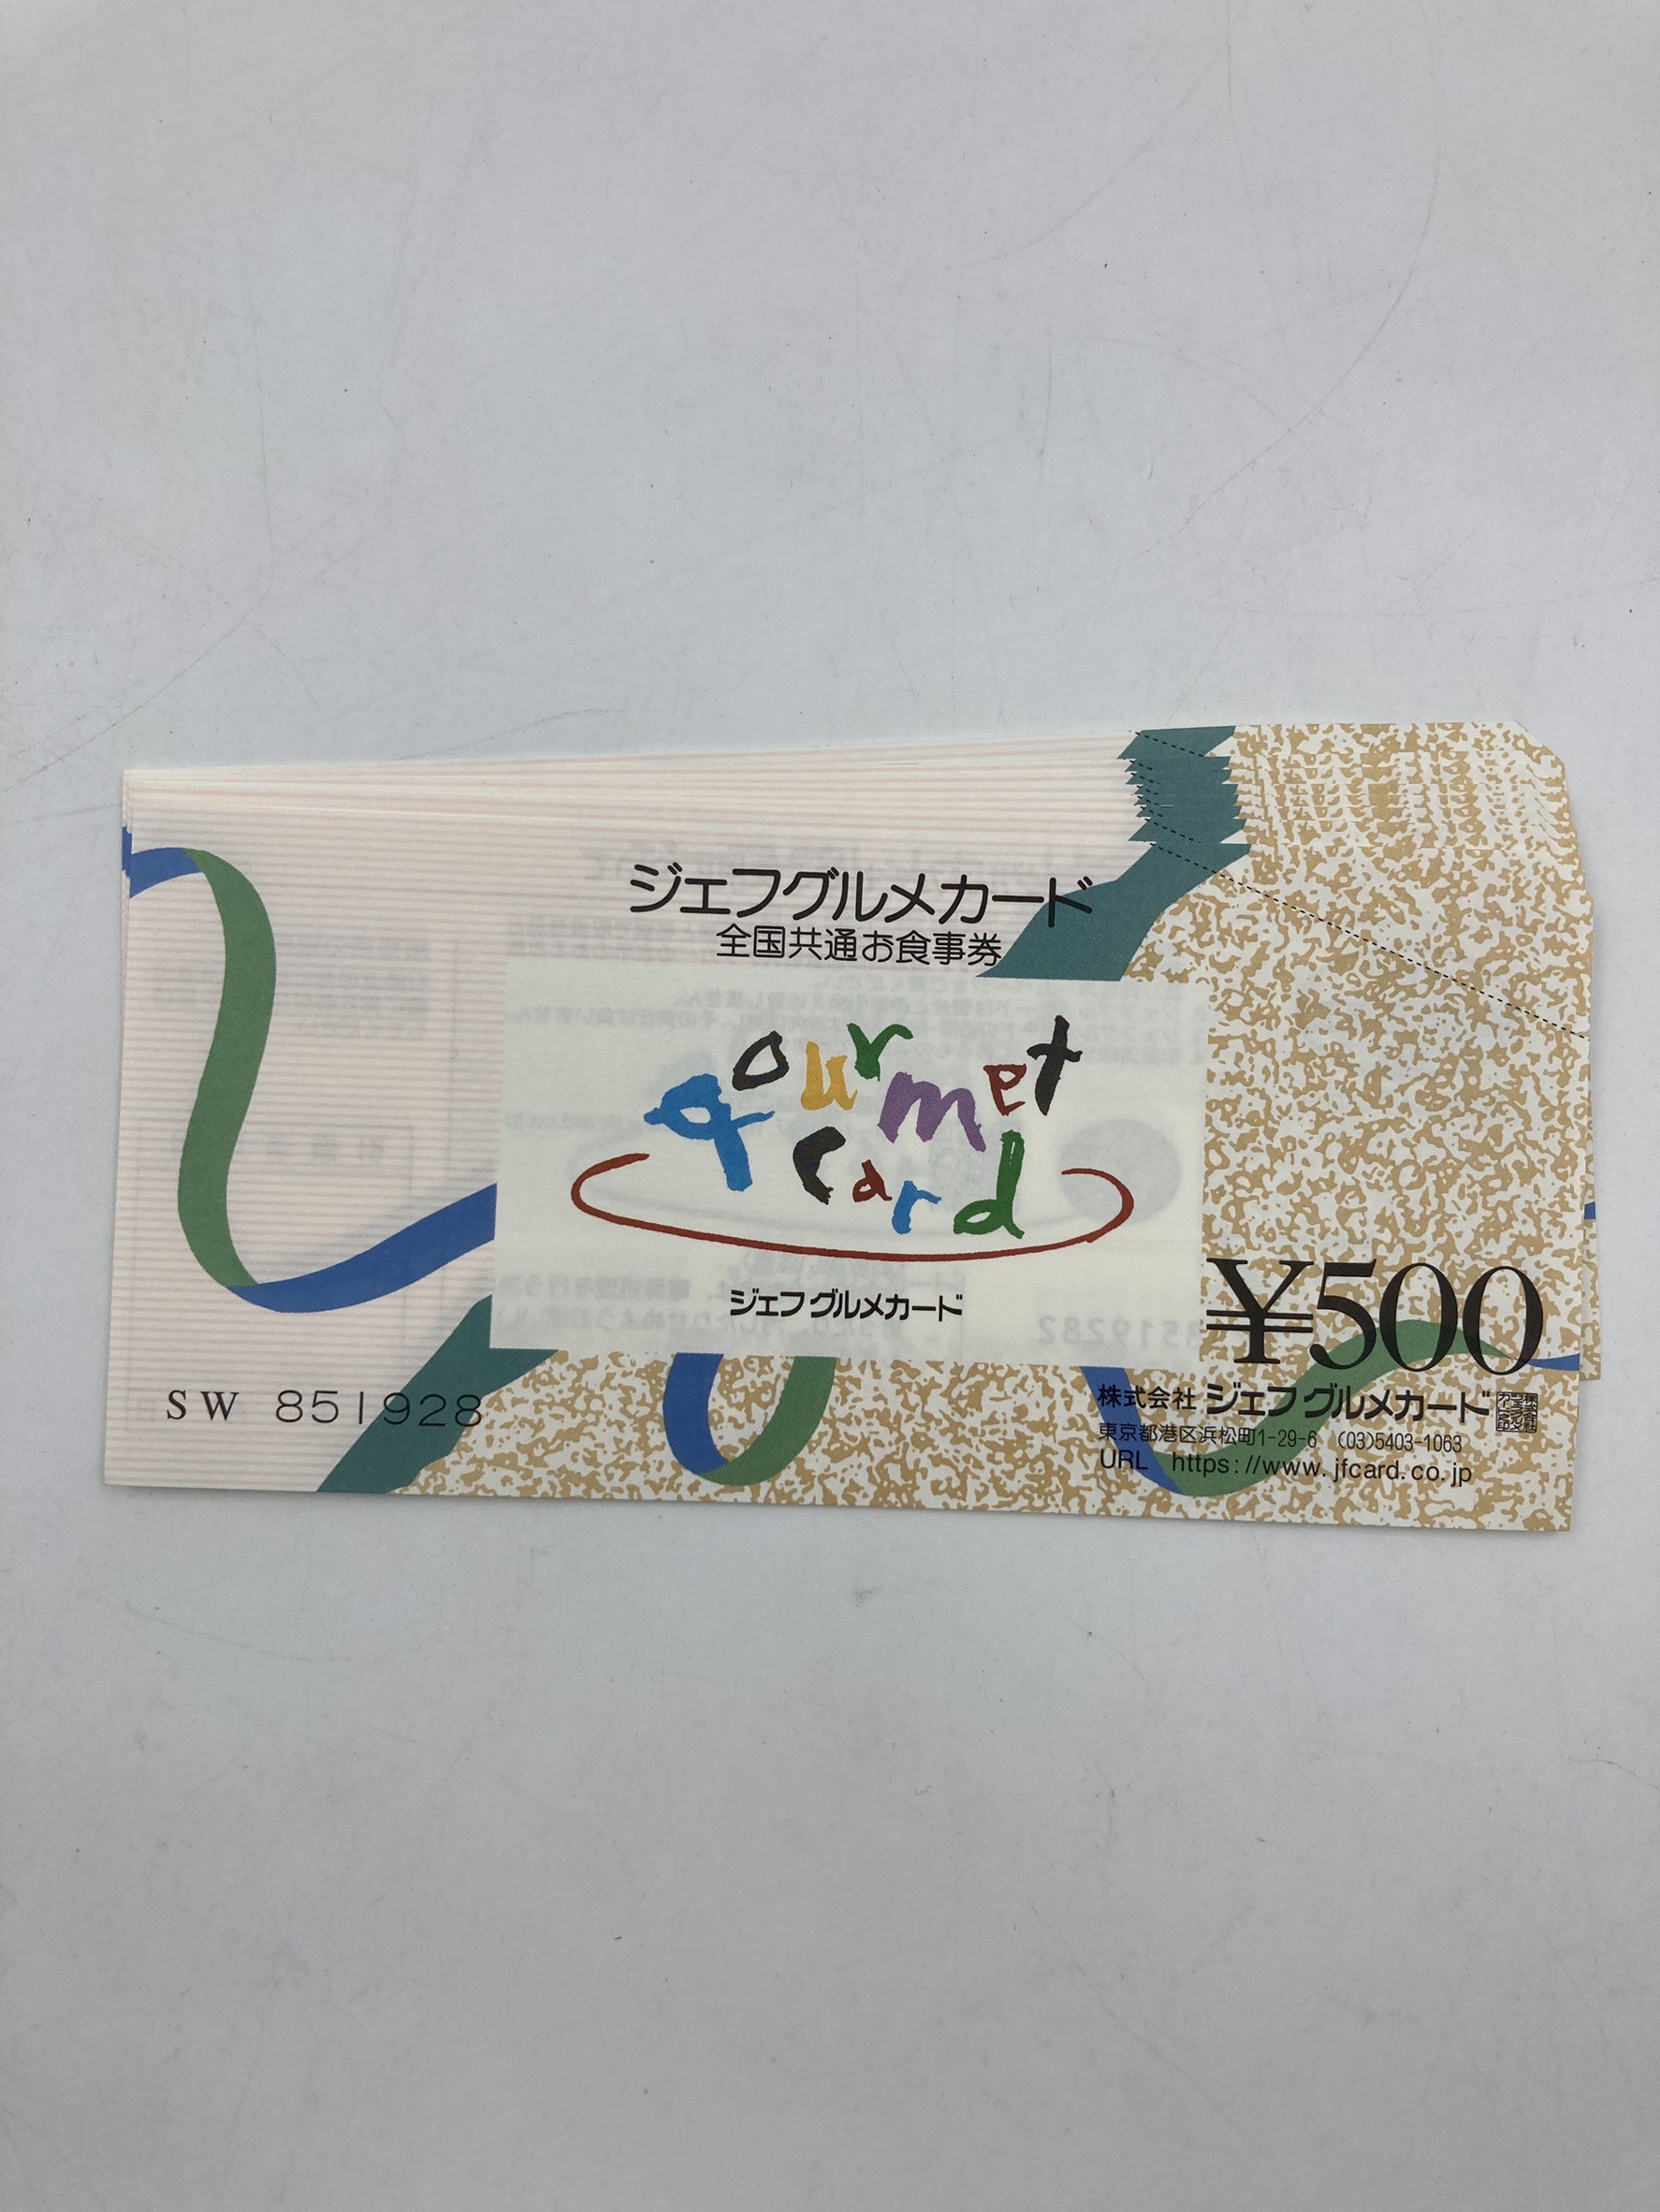 ジェフグルメカード
全国共通お食事券
gourmet
card
ジェフグルメカード
¥500
SW 851928
株式会社 ジェフグルメカード
東京都港区浜松町1-29-6 (03)5403-1063
URL https://www.jfcard.co.jp